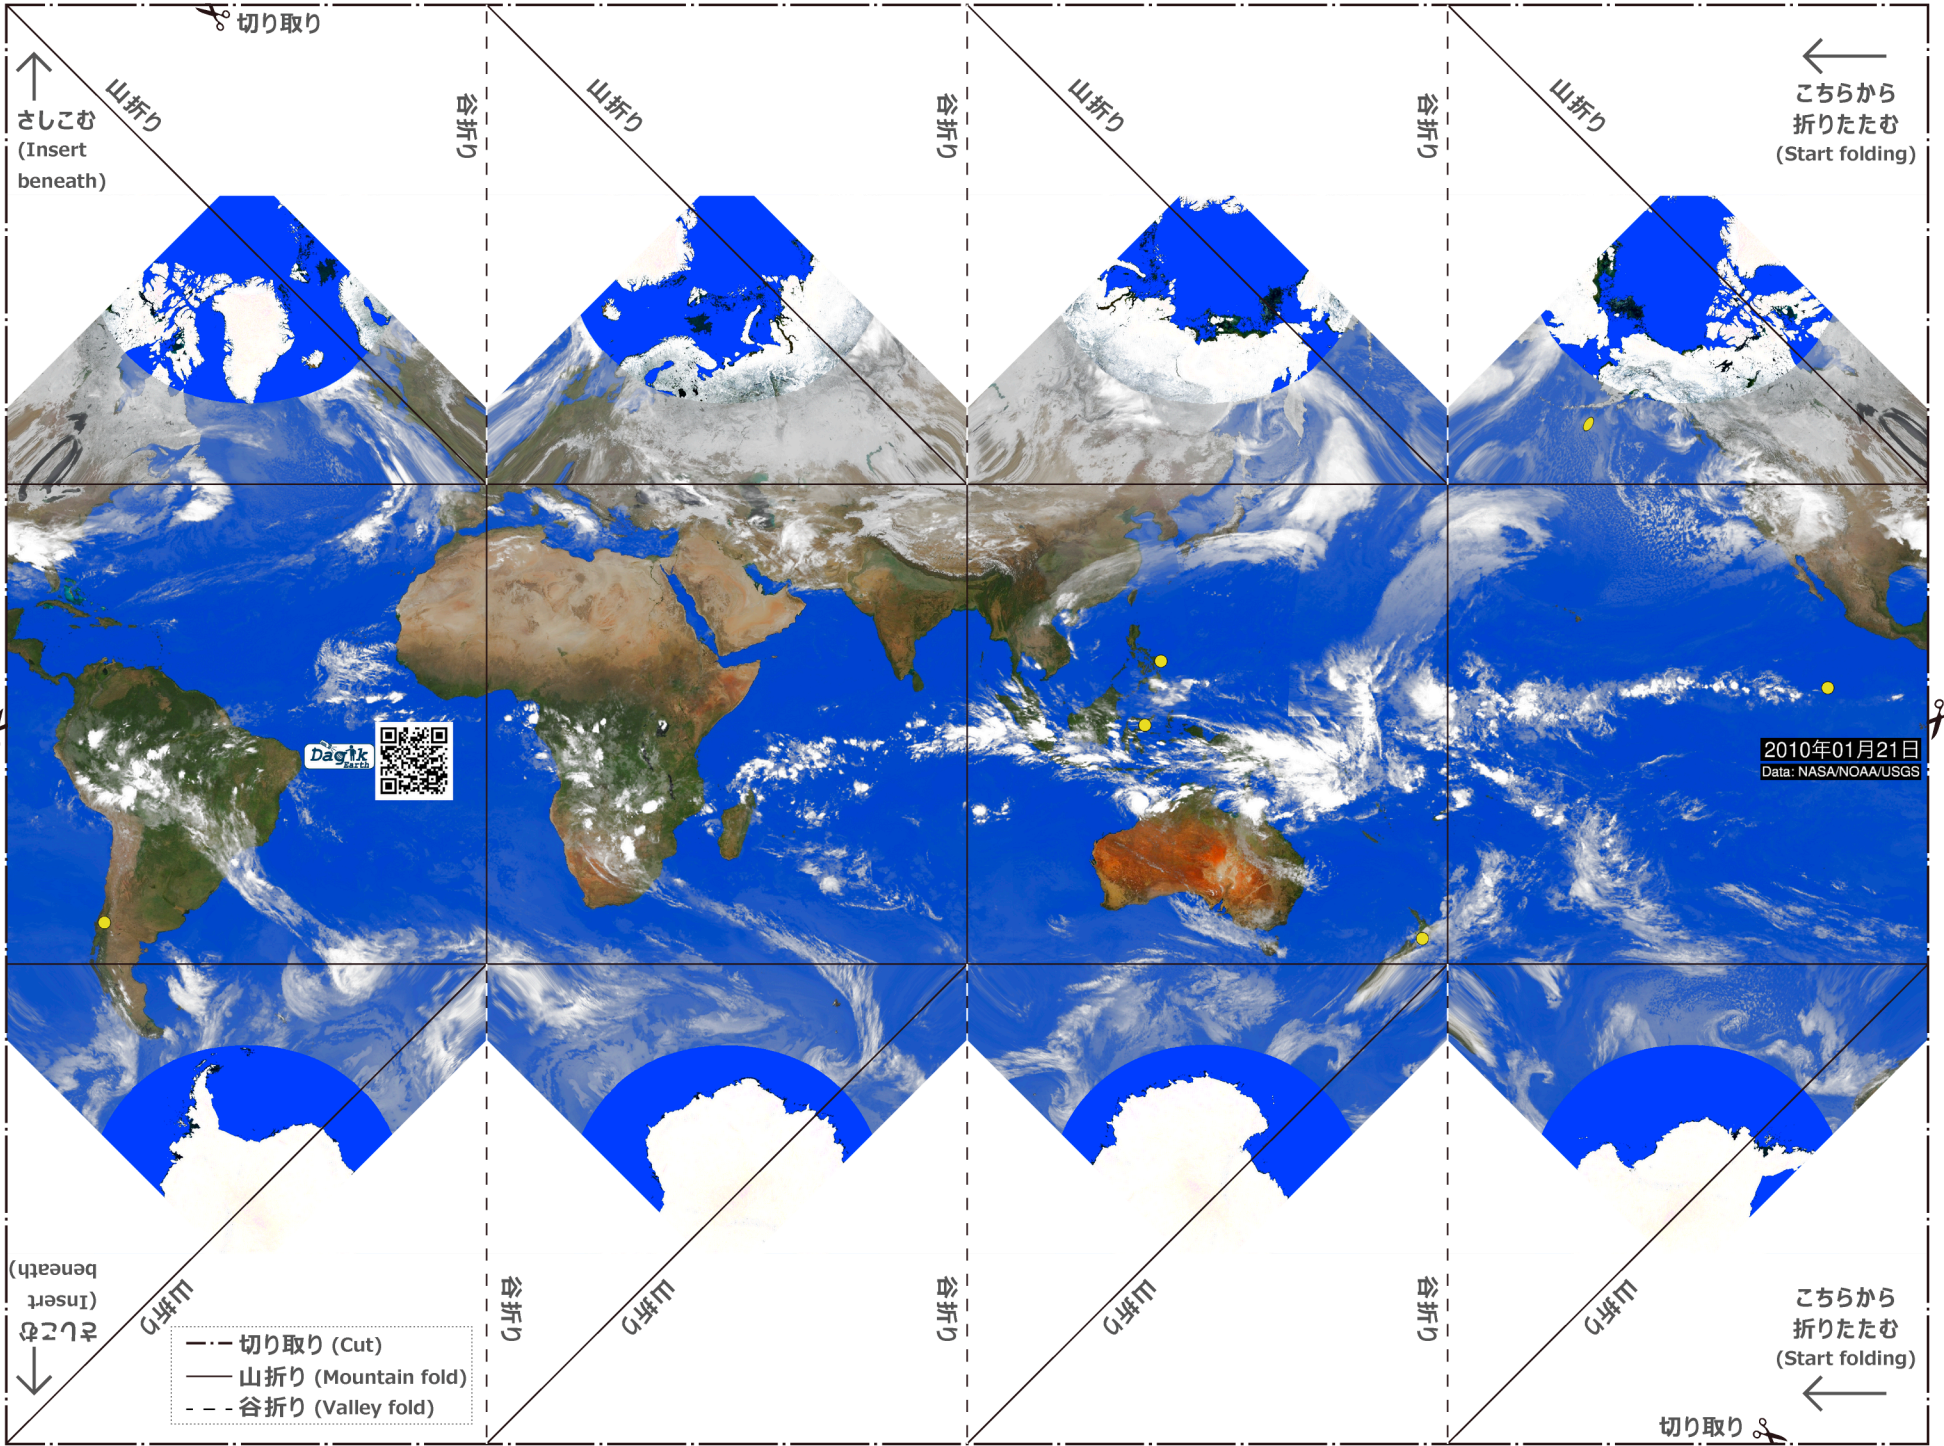 切り取り
山折り
谷折り
山折り
谷折り
山折り
谷折り
山折り
さしこむ
(Insert
beneath)
こちらから
折りたたむ
(Start folding)
Dagik
Earth
2010年01月21日
Data: NASA/NOAA/USGS
さしこむ
(Insert
beneath)
山折り
谷折り
山折り
谷折り
山折り
谷折り
山折り
切り取り (Cut)
山折り (Mountain fold)
谷折り (Valley fold)
こちらから
折りたたむ
(Start folding)
切り取り